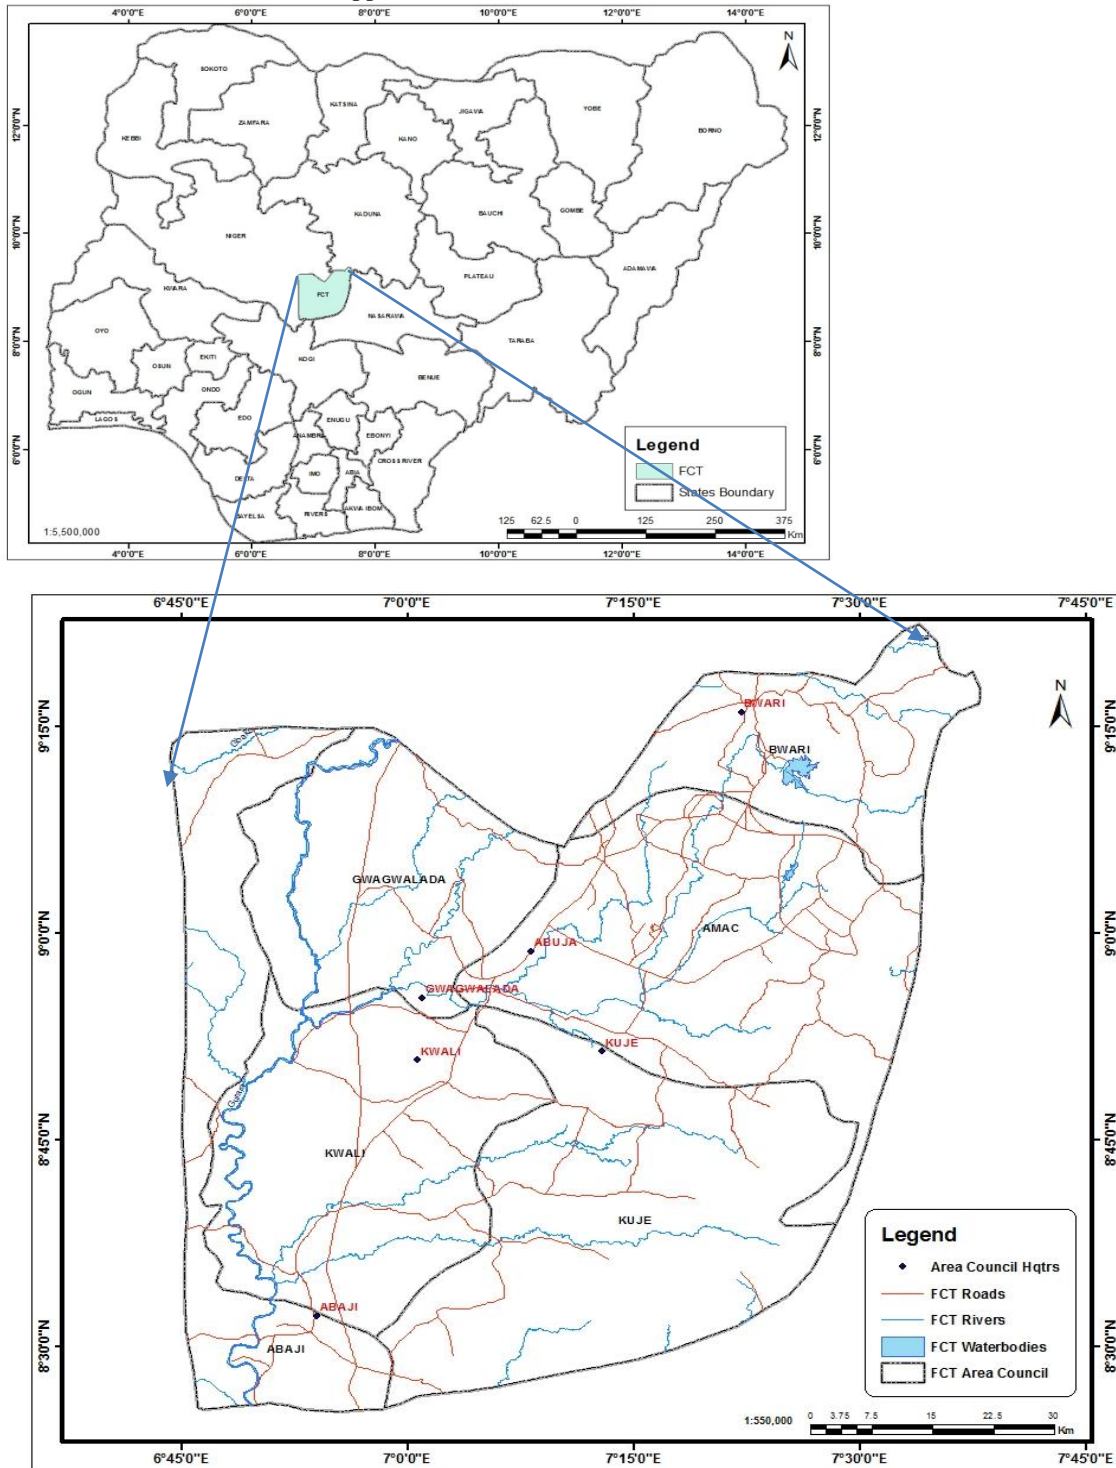 4°0'0"E 6°0'0"E 8°0'0"E 10°0'0"E 12°0'0"E 14°0'0"E
N
SOKOTO
KATSINA
JIGAWA
YOBE
ZAMFARA
KEBBI
KANO
BORNO
12°0'0"N 12°0'0"N
KADUNA
BAUCHI
GOMBE
NIGER
10°0'0"N 10°0'0"N
ADAMAWA
PLATEAU
KWARA
FCT
NASARAWA
OYO
TARABA
8°0'0"N 8°0'0"N
OSUN
EKITI
KOGI
BENUE
OGUN
ONDO
LAGOS
EDO
ENUGU
ANAMBRA
EBONYI
CROSS RIVER
6°0'0"N 6°0'0"N
DELTA
IMO
ABIA
BAYELSA
RIVERS
AKWA IBOM
Legend
FCT
States Boundary
1:5,500,000
125 62.5 0 125 250 375
Km
4°0'0"E 6°0'0"E 8°0'0"E 10°0'0"E 12°0'0"E 14°0'0"E
6°45'0"E 7°0'0"E 7°15'0"E 7°30'0"E 7°45'0"E
N
BWARI
9°15'0"N 9°15'0"N
BWARI
GWAGWALADA
AMAC
9°0'0"N 9°0'0"N
ABUJA
GWAGWALADA
KUJE
KWALI
8°45'0"N 8°45'0"N
KWALI
KUJE
ABAJI
ABAJI
8°30'0"N 8°30'0"N
Legend
Area Council Hqtrs
FCT Roads
FCT Rivers
FCT Waterbodies
FCT Area Council
1:550,000
0 3.75 7.5 15 22.5 30
Km
6°45'0"E 7°0'0"E 7°15'0"E 7°30'0"E 7°45'0"E